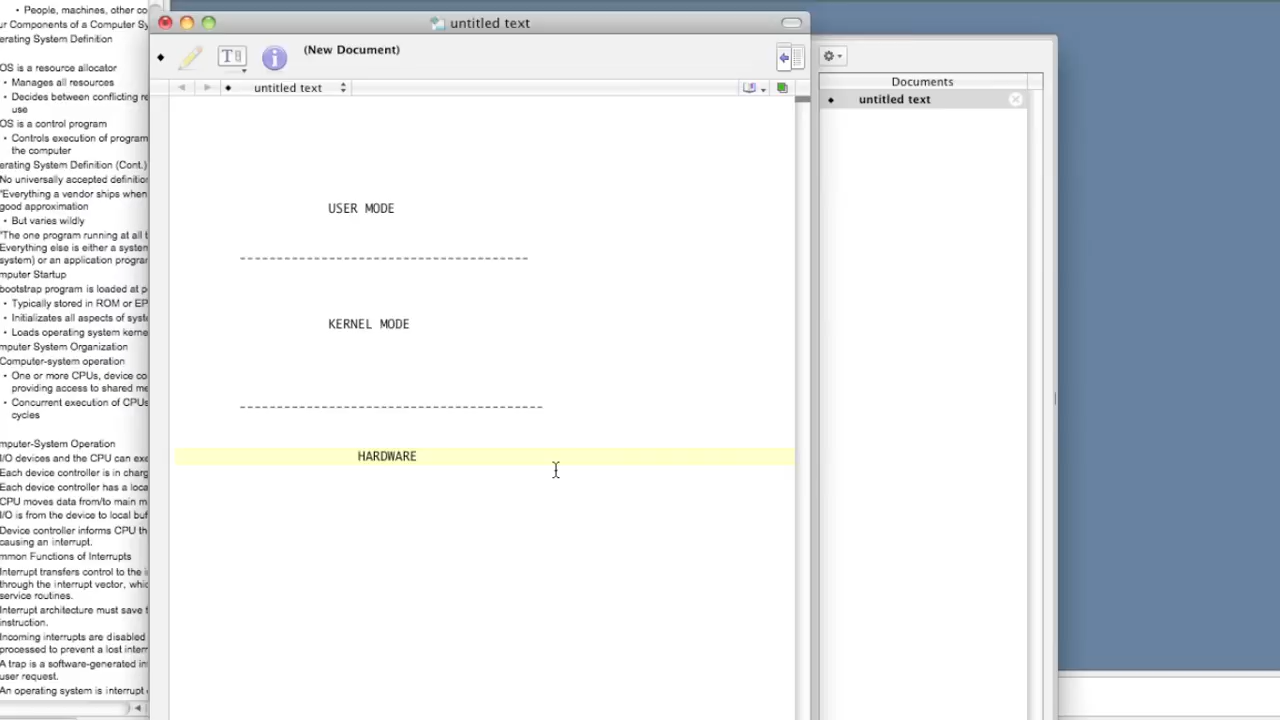 • People, machines, other co
ur Components of a Computer Sy
erating System Definition
OS is a resource allocator
• Manages all resources
• Decides between conflicting re
use
OS is a control program
• Controls execution of program
the computer
erating System Definition (Cont.)
No universally accepted definitio
"Everything a vendor ships when
good approximation
• But varies wildly
"The one program running at all t
Everything else is either a system
system) or an application program
mputer Startup
bootstrap program is loaded at po
• Typically stored in ROM or EP
• Initializates all aspects of syste
• Loads operating system kerne
mputer System Organization
Computer-system operation
• One or more CPUs, device co
providing access to shared me
• Concurrent execution of CPUs
cycles
mputer-System Operation
I/O devices and the CPU can exe
Each device controller is in charg
Each device controller has a loca
CPU moves data from/to main m
I/O is from the device to local buf
Device controller informs CPU th
causing an interrupt.
mmon Functions of Interrupts
Interrupt transfers control to the i
through the interrupt vector, whic
service routines.
Interrupt architecture must save t
instruction.
Incoming interrupts are disabled
processed to prevent a lost interr
A trap is a software-generated in
user request.
An operating system is interrupt
untitled text
(New Document)
untitled text
USER MODE
---------------------------------------
KERNEL MODE
-----------------------------------------
HARDWARE
Documents
untitled text